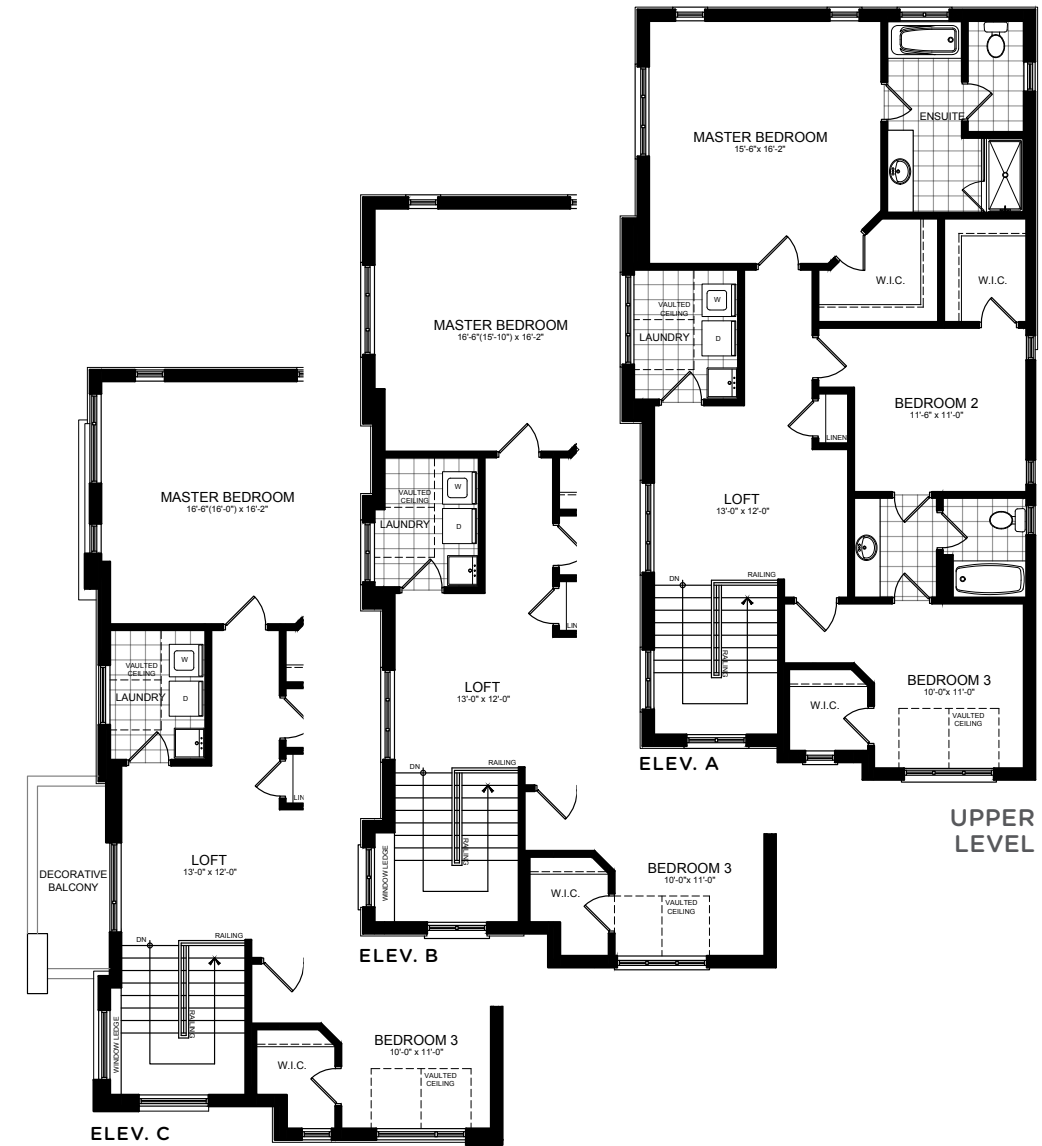 MASTER BEDROOM
15'-6"x 16'-2"
ENSUITE
W.I.C.
W.I.C.
VAULTED
CEILING
W
LAUNDRY
D
BEDROOM 2
11'-6" x 11'-0"
LINEN
LOFT
13'-0" x 12'-0"
DN
RAILING
RAILING
BEDROOM 3
10'-0"x 11'-0"
W.I.C.
VAULTED
CEILING
ELEV. A
UPPER
LEVEL
MASTER BEDROOM
16'-6"(15'-10") x 16'-2"
VAULTED
CEILING
W
LAUNDRY
D
LIN
LOFT
13'-0" x 12'-0"
DN
RAILING
RAILING
WINDOW LEDGE
BEDROOM 3
10'-0"x 11'-0"
W.I.C.
VAULTED
CEILING
ELEV. B
MASTER BEDROOM
16'-6"(16'-0") x 16'-2"
VAULTED
CEILING
W
LAUNDRY
D
LIN
LOFT
13'-0" x 12'-0"
DECORATIVE
BALCONY
DN
RAILING
RAILING
WINDOW LEDGE
BEDROOM 3
10'-0" x 11'-0"
W.I.C.
VAULTED
CEILING
ELEV. C